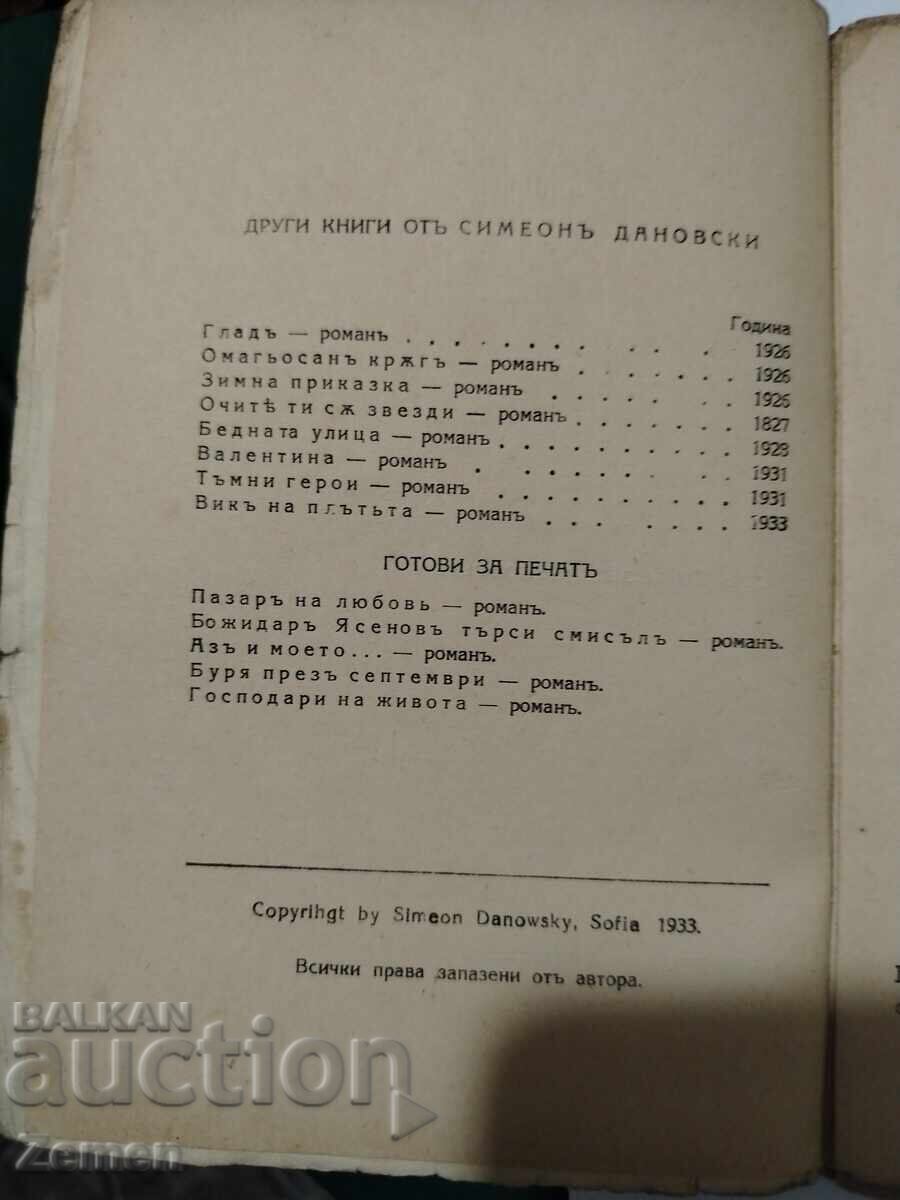 ДРУГИ КНИГИ ОТЪ СИМЕОНЪ ДАНОВСКИ
Година
Гладъ — романъ . . . . . . . . . . . 1926
Омагьосанъ крѫгъ — романъ . . . . . . . 1926
Зимна приказка — романъ . . . . . . . 1926
Очитѣ ти сѫ звезди — романъ . . . . . . . 1827
Бедната улица — романъ . . . . . . . . . . 1928
Валентина — романъ . . . . . . . . . 1931
Тъмни герои — романъ . . . . . . . . . . 1931
Викъ на плътьта — романъ . . . . . . . 1933
ГОТОВИ ЗА ПЕЧАТЪ
Пазаръ на любовь — романъ.
Божидаръ Ясеновъ търси смисълъ — романъ.
Азъ и моето... — романъ.
Буря презъ септември — романъ.
Господари на живота — романъ.
Copyrihgt by Simeon Danowsky, Sofia 1933.
Всички права запазени отъ автора.
BALKAN
auction
Zemen